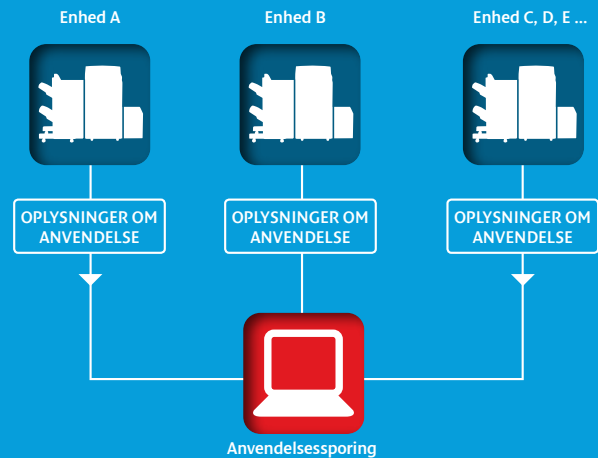 Enhed A
Enhed B
Enhed C, D, E ...
OPLYSNINGER OM
ANVENDELSE
OPLYSNINGER OM
ANVENDELSE
OPLYSNINGER OM
ANVENDELSE
Anvendelsessporing